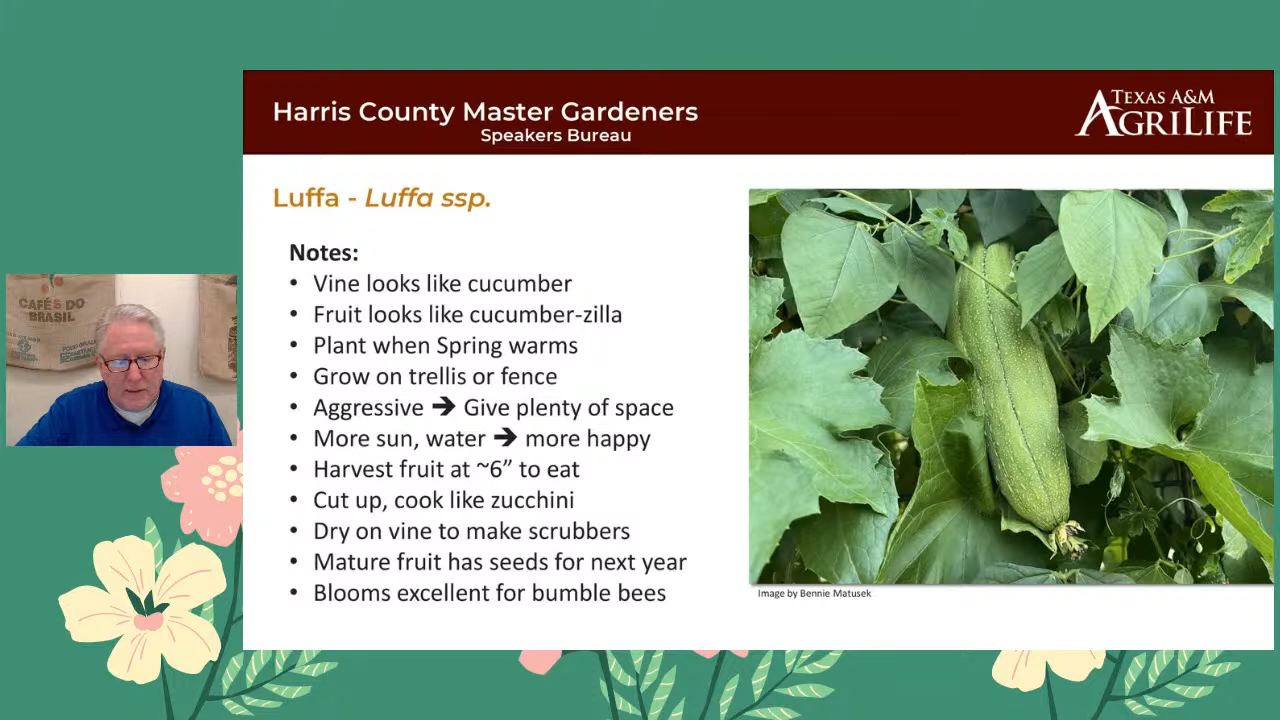 Harris County Master Gardeners
Speakers Bureau
TEXAS A&M
AGRILIFE
Luffa - Luffa ssp.
Notes:
• Vine looks like cucumber
• Fruit looks like cucumber-zilla
• Plant when Spring warms
• Grow on trellis or fence
• Aggressive ➔ Give plenty of space
• More sun, water ➔ more happy
• Harvest fruit at ~6” to eat
• Cut up, cook like zucchini
• Dry on vine to make scrubbers
• Mature fruit has seeds for next year
• Blooms excellent for bumble bees
Image by Bennie Matusek
CAFÉS DO
BRASIL